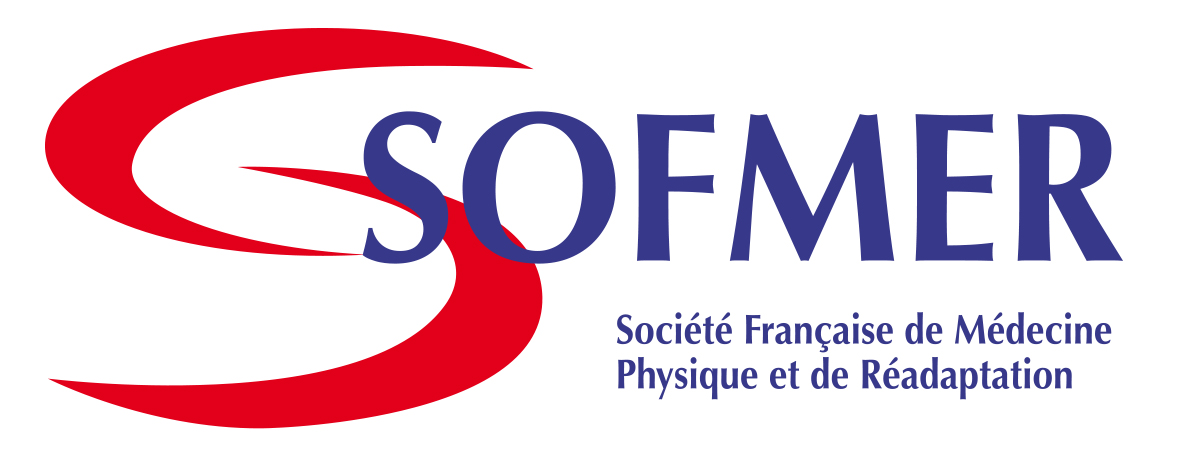 SOFMER
Société Française de Médecine
Physique et de Réadaptation